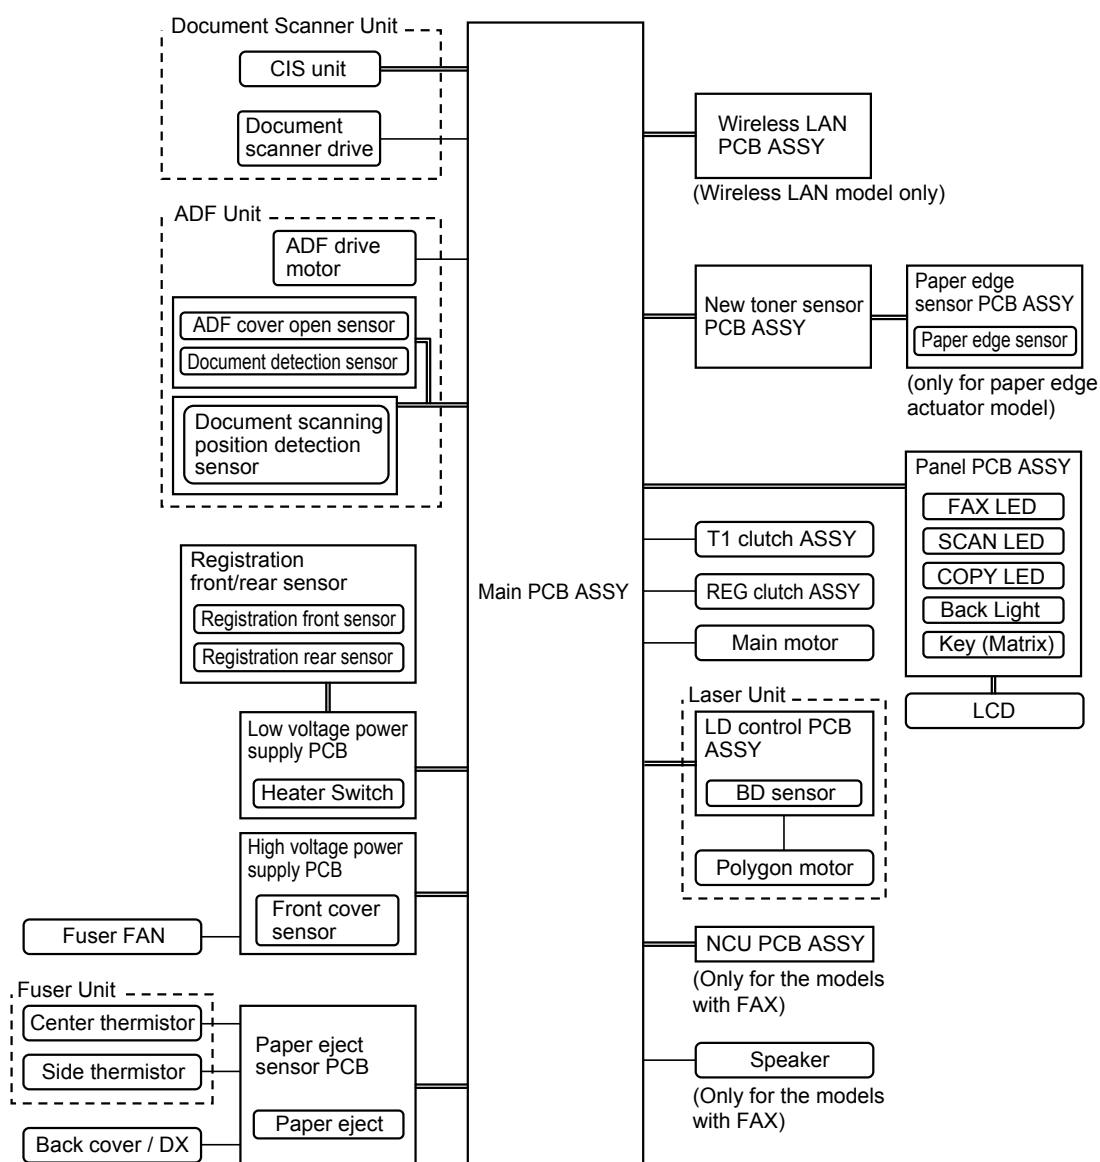 Document Scanner Unit
CIS unit
Document
scanner drive
ADF Unit
ADF drive
motor
ADF cover open sensor
Document detection sensor
Document scanning
position detection
sensor
Registration
front/rear sensor
Registration front sensor
Registration rear sensor
Low voltage power
supply PCB
Heater Switch
High voltage power
supply PCB
Front cover
sensor
Fuser FAN
Fuser Unit
Center thermistor
Side thermistor
Back cover / DX
Paper eject
sensor PCB
Paper eject
Main PCB ASSY
Wireless LAN
PCB ASSY
(Wireless LAN model only)
New toner sensor
PCB ASSY
Paper edge
sensor PCB ASSY
Paper edge sensor
(only for paper edge
actuator model)
Panel PCB ASSY
FAX LED
SCAN LED
COPY LED
Back Light
Key (Matrix)
LCD
T1 clutch ASSY
REG clutch ASSY
Main motor
Laser Unit
LD control PCB
ASSY
BD sensor
Polygon motor
NCU PCB ASSY
(Only for the models
with FAX)
Speaker
(Only for the models
with FAX)